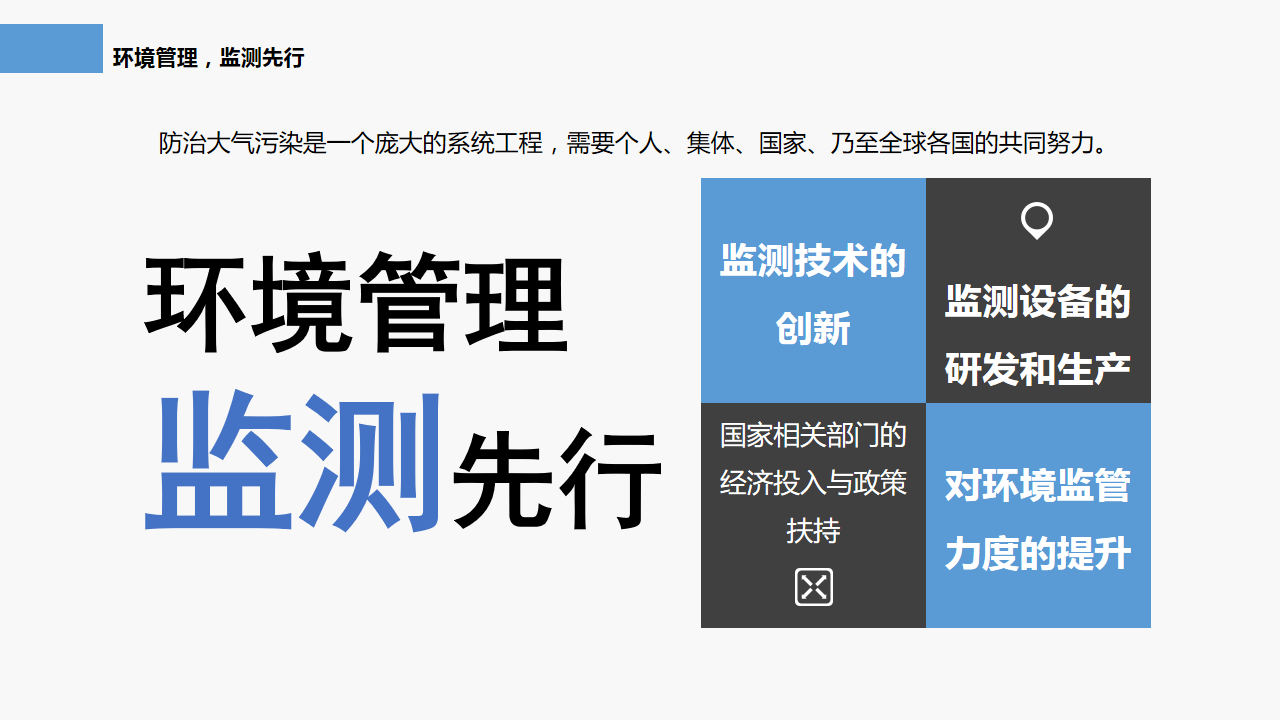 环境管理，监测先行
防治大气污染是一个庞大的系统工程，需要个人、集体、国家、乃至全球各国的共同努力。
环境管理
监测先行
监测技术的
创新
监测设备的
研发和生产
国家相关部门的
经济投入与政策
扶持
对环境监管
力度的提升